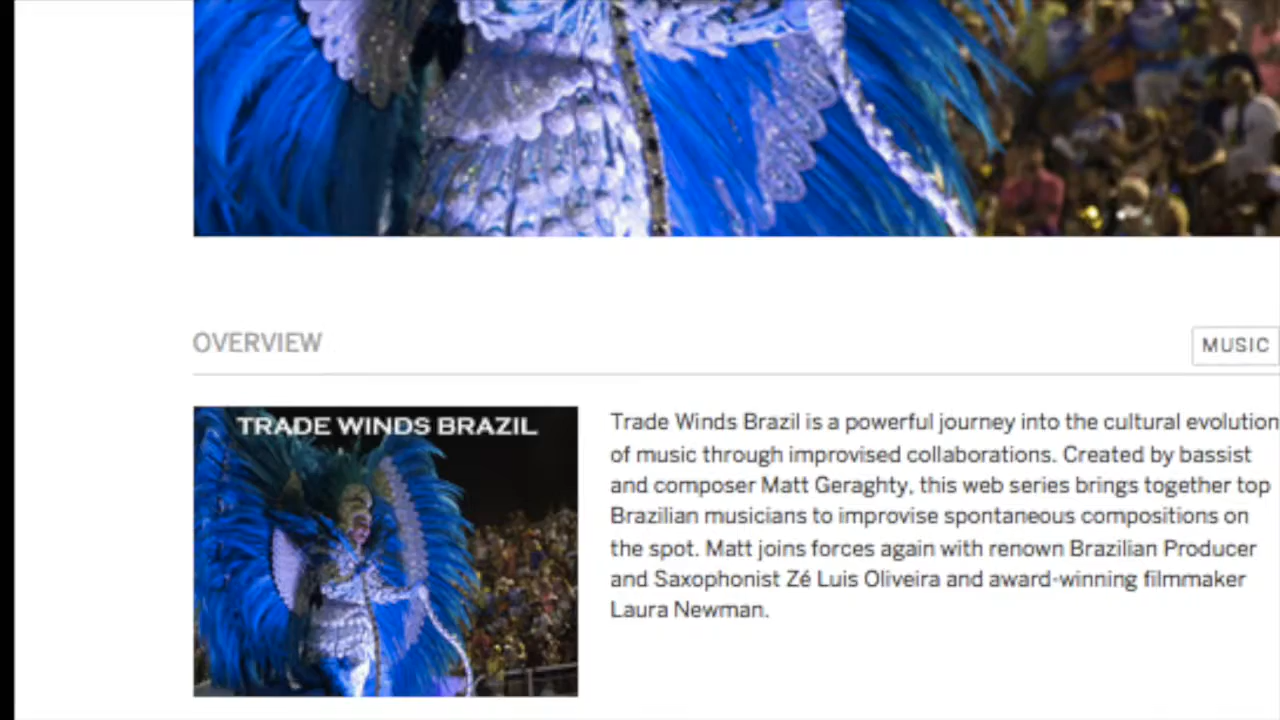 OVERVIEW
MUSIC
TRADE WINDS BRAZIL
Trade Winds Brazil is a powerful journey into the cultural evolution
of music through improvised collaborations. Created by bassist
and composer Matt Geraghty, this web series brings together top
Brazilian musicians to improvise spontaneous compositions on
the spot. Matt joins forces again with renown Brazilian Producer
and Saxophonist Zé Luis Oliveira and award-winning filmmaker
Laura Newman.